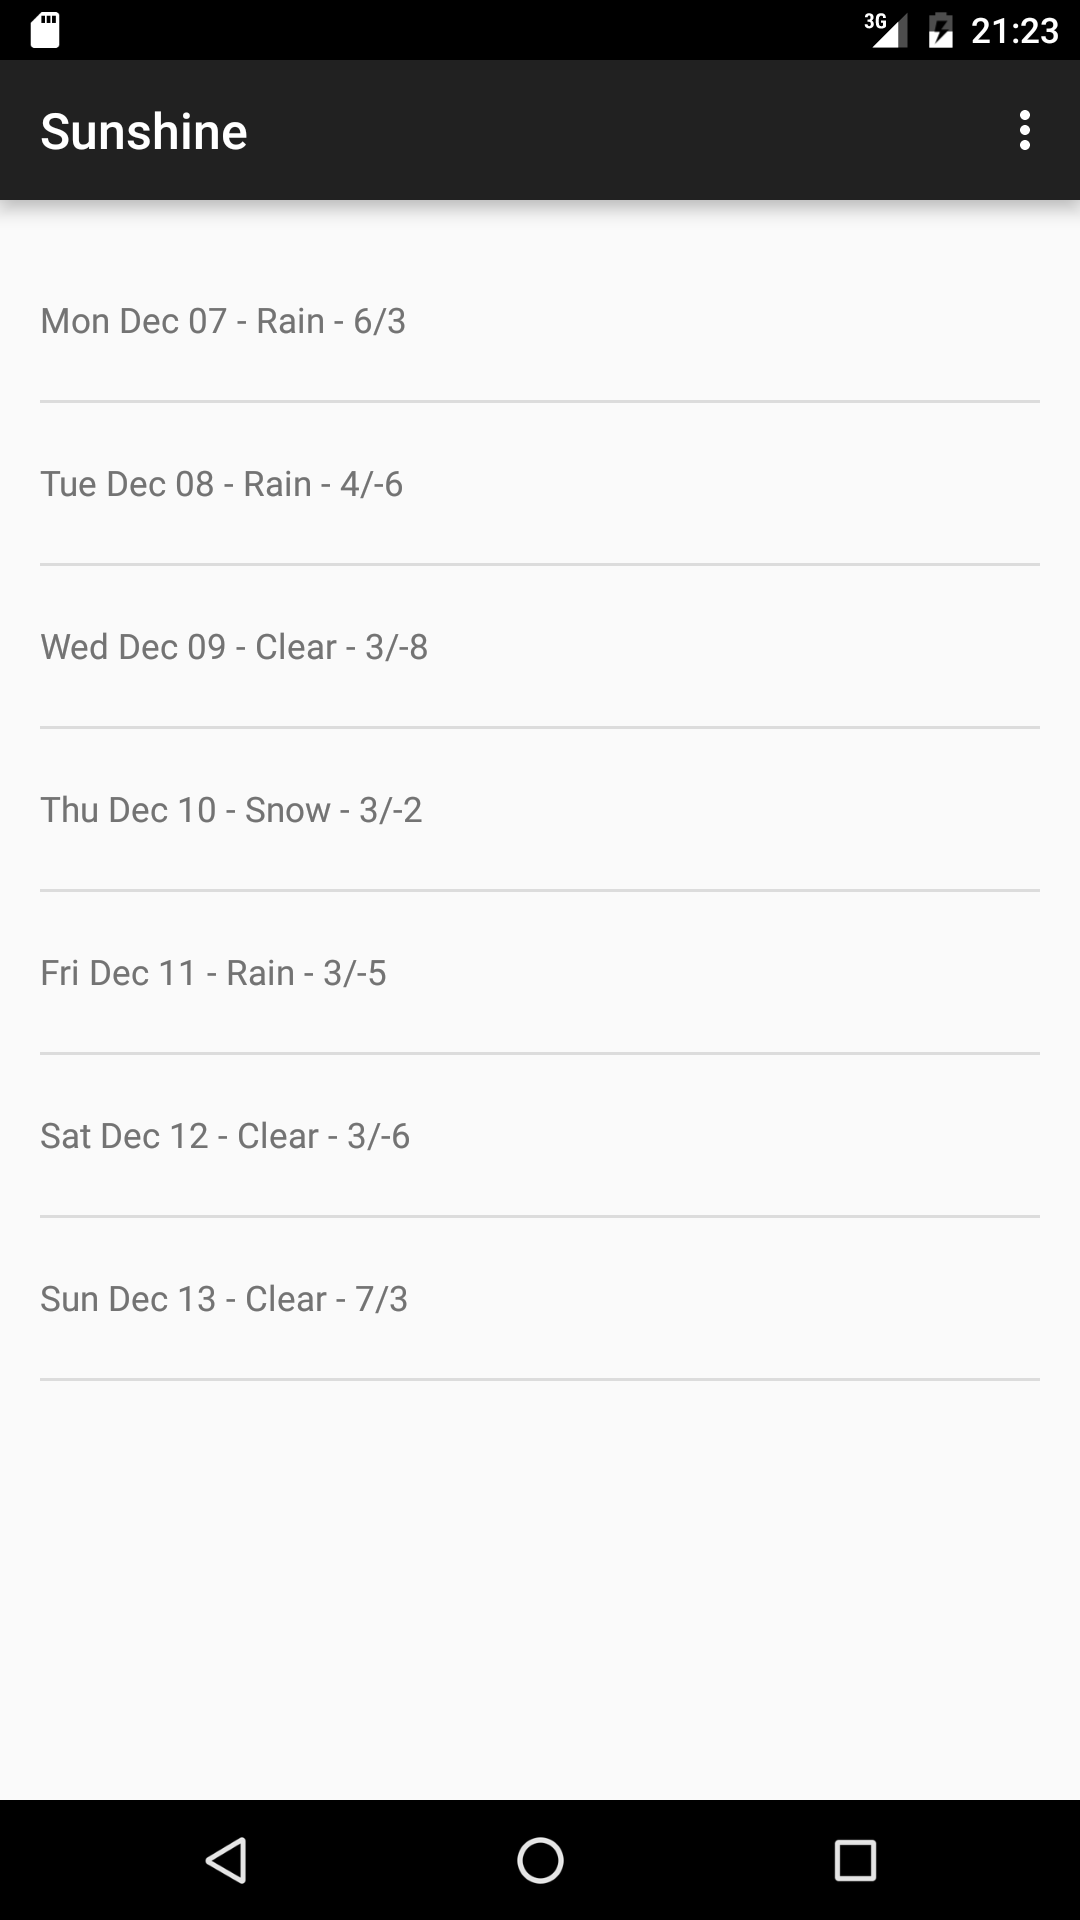 3G 21:23
Sunshine
Mon Dec 07 - Rain - 6/3
Tue Dec 08 - Rain - 4/-6
Wed Dec 09 - Clear - 3/-8
Thu Dec 10 - Snow - 3/-2
Fri Dec 11 - Rain - 3/-5
Sat Dec 12 - Clear - 3/-6
Sun Dec 13 - Clear - 7/3